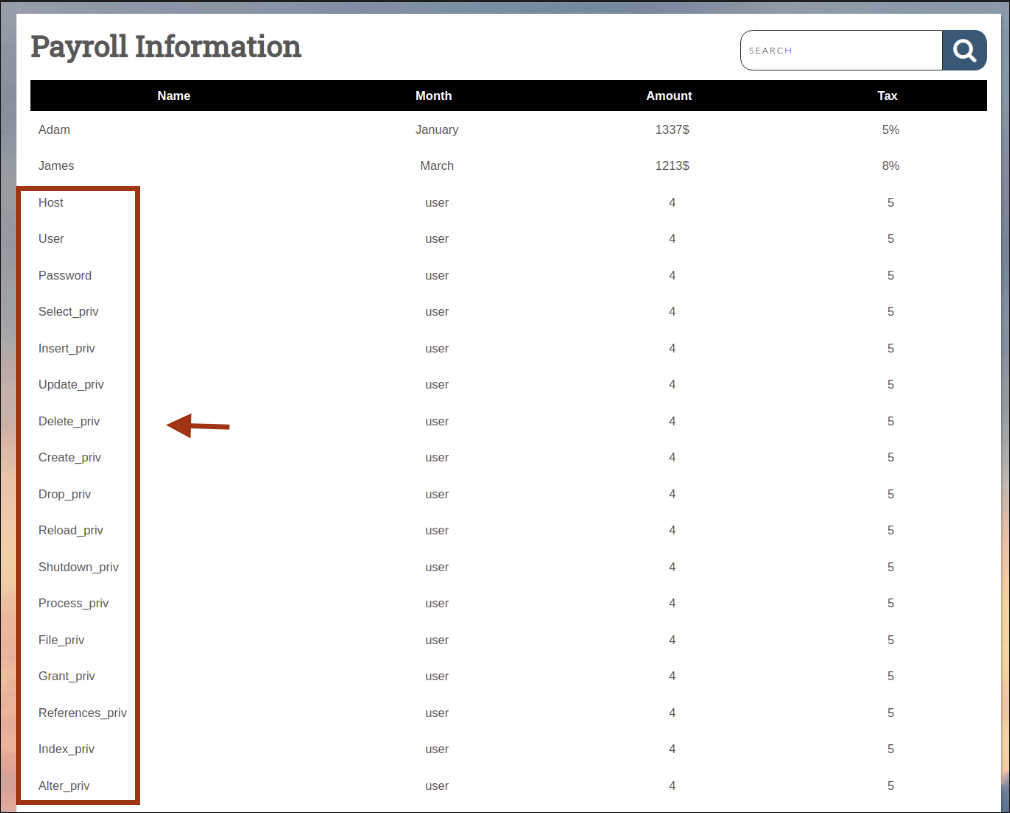 Payroll Information
SEARCH
Name Month Amount Tax
Adam January 1337$ 5%
James March 1213$ 8%
Host user 4 5
User user 4 5
Password user 4 5
Select_priv user 4 5
Insert_priv user 4 5
Update_priv user 4 5
Delete_priv user 4 5
Create_priv user 4 5
Drop_priv user 4 5
Reload_priv user 4 5
Shutdown_priv user 4 5
Process_priv user 4 5
File_priv user 4 5
Grant_priv user 4 5
References_priv user 4 5
Index_priv user 4 5
Alter_priv user 4 5